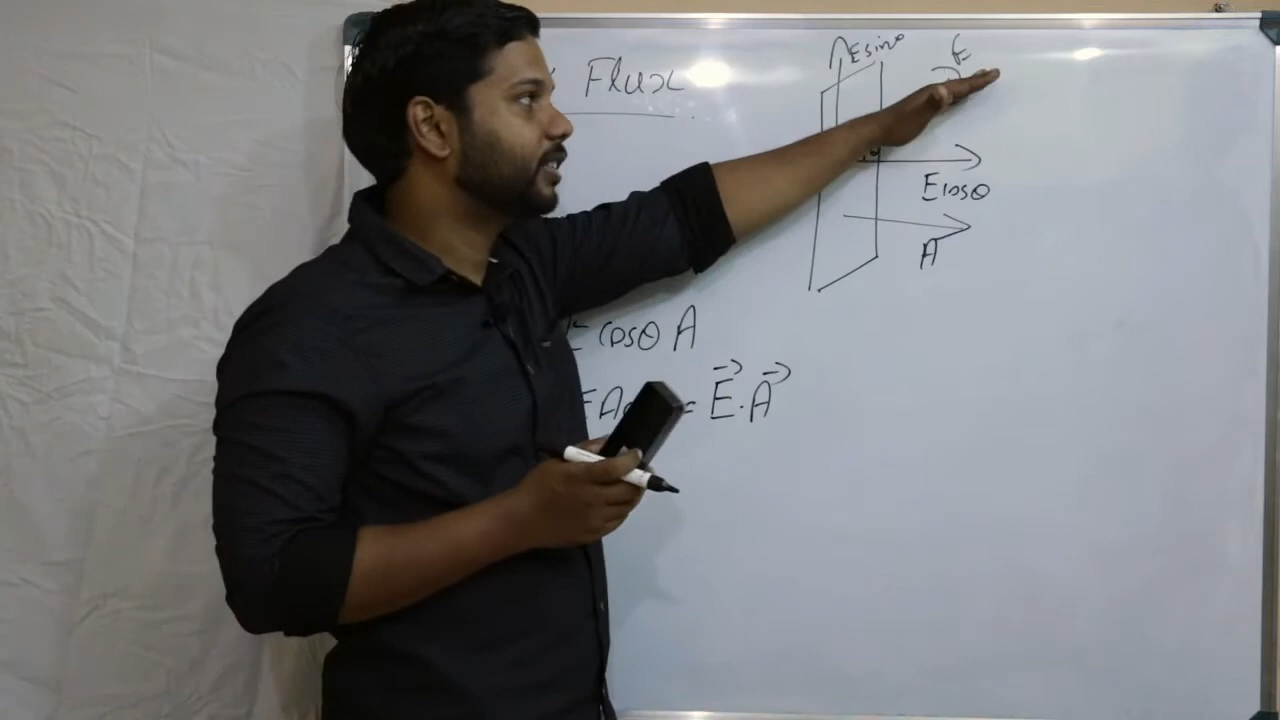 Flux
E sinθ
E
E cosθ
A
E cosθ A
= E⃗.A⃗